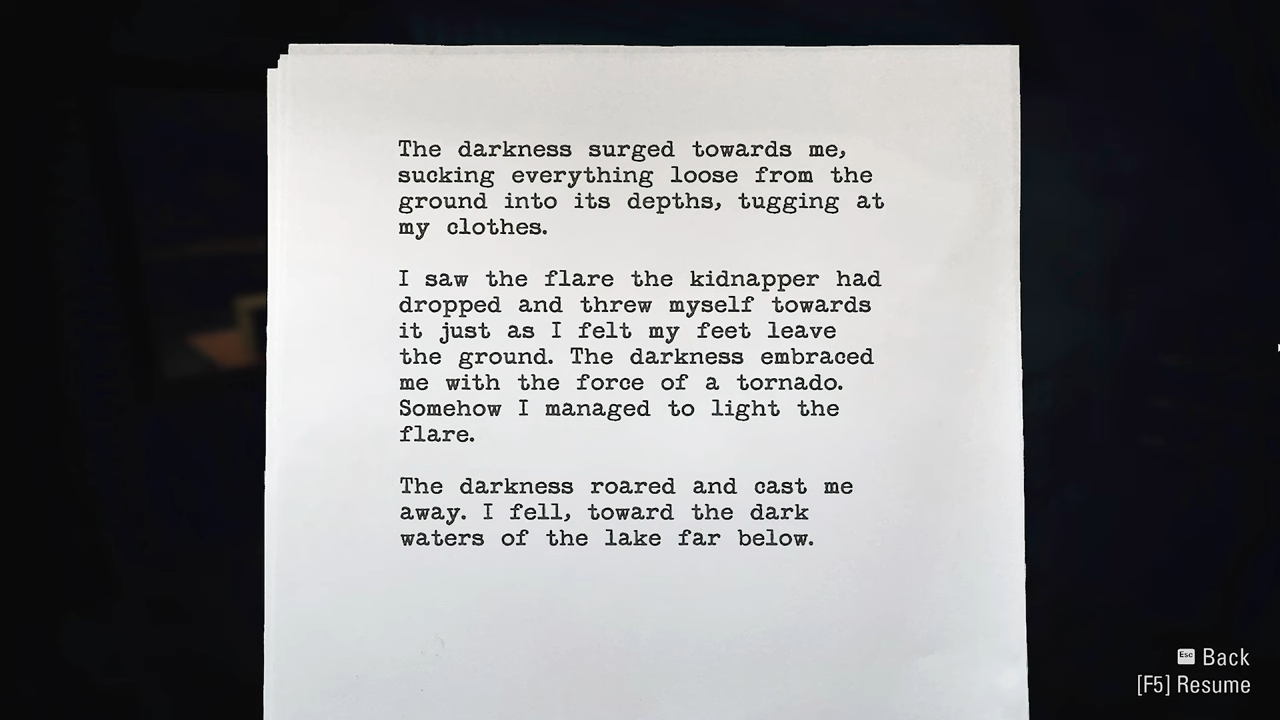 The darkness surged towards me,
sucking everything loose from the
ground into its depths, tugging at
my clothes.
I saw the flare the kidnapper had
dropped and threw myself towards
it just as I felt my feet leave
the ground. The darkness embraced
me with the force of a tornado.
Somehow I managed to light the
flare.
The darkness roared and cast me
away. I fell, toward the dark
waters of the lake far below.
Esc Back
[F5] Resume